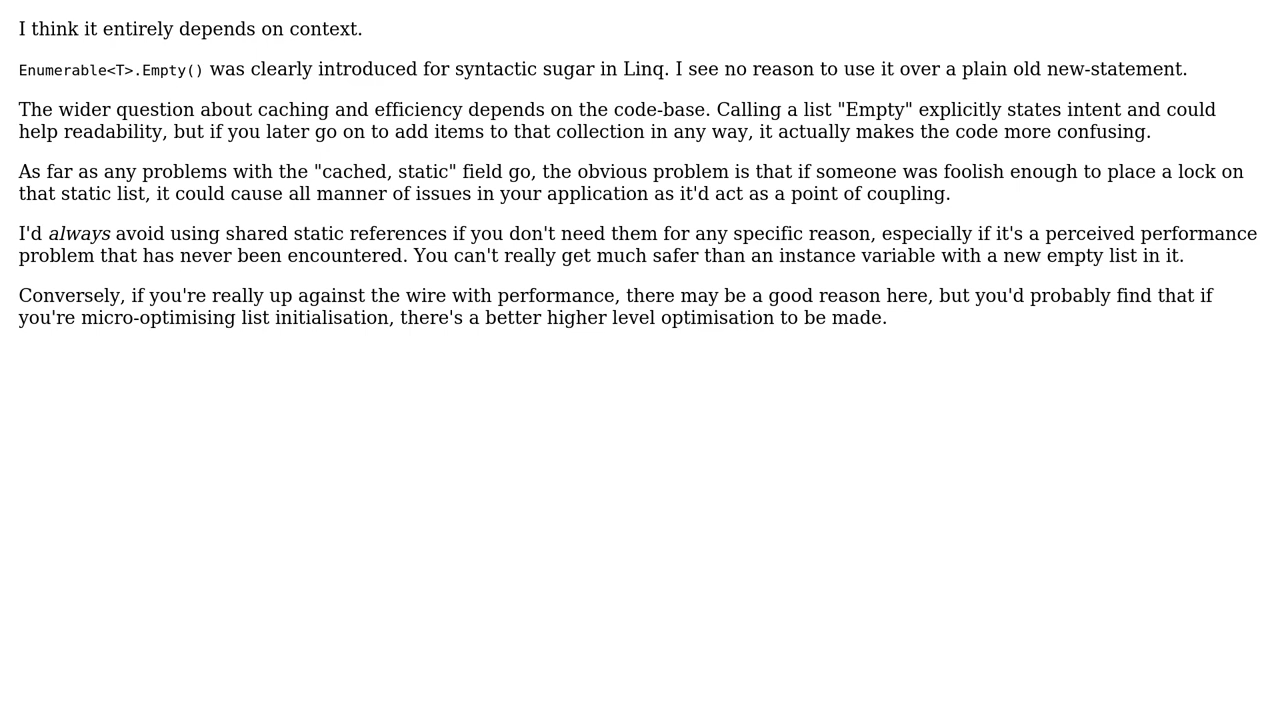 I think it entirely depends on context.
Enumerable<T>.Empty() was clearly introduced for syntactic sugar in Linq. I see no reason to use it over a plain old new-statement.
The wider question about caching and efficiency depends on the code-base. Calling a list "Empty" explicitly states intent and could
help readability, but if you later go on to add items to that collection in any way, it actually makes the code more confusing.
As far as any problems with the "cached, static" field go, the obvious problem is that if someone was foolish enough to place a lock on
that static list, it could cause all manner of issues in your application as it'd act as a point of coupling.
I'd always avoid using shared static references if you don't need them for any specific reason, especially if it's a perceived performance
problem that has never been encountered. You can't really get much safer than an instance variable with a new empty list in it.
Conversely, if you're really up against the wire with performance, there may be a good reason here, but you'd probably find that if
you're micro-optimising list initialisation, there's a better higher level optimisation to be made.